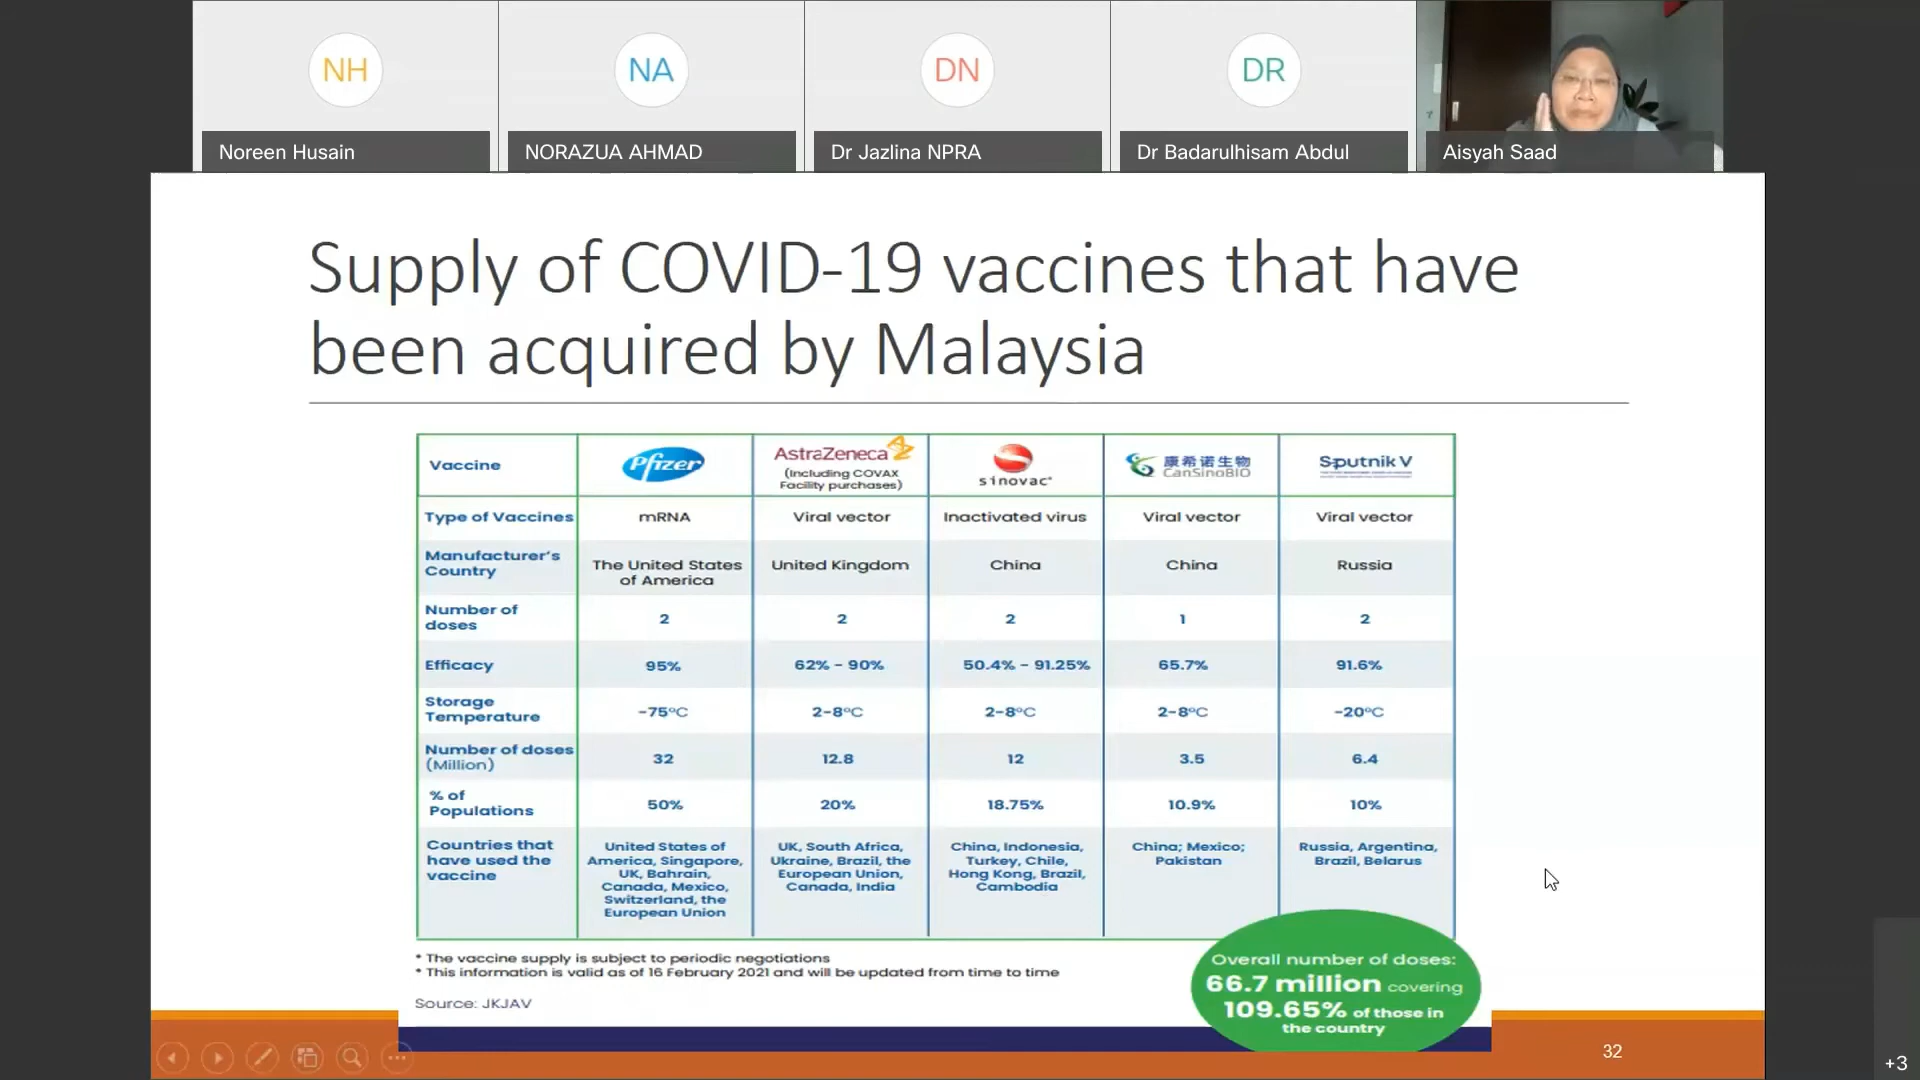 NH
NA
DN
DR
Noreen Husain
NORAZUA AHMAD
Dr Jazlina NPRA
Dr Badarulhisam Abdul
Aisyah Saad
Supply of COVID-19 vaccines that have
been acquired by Malaysia
Vaccine
Pfizer
AstraZeneca
(Including COVAX
Facility purchases)
sinovac
康希诺生物
CanSinoBIO
Sputnik V
Type of Vaccines
mRNA
Viral vector
Inactivated virus
Viral vector
Viral vector
Manufacturer's
Country
The United States
of America
United Kingdom
China
China
Russia
Number of
doses
2
2
2
1
2
Efficacy
95%
62% - 90%
50.4% - 91.25%
65.7%
91.6%
Storage
Temperature
-75°C
2-8°C
2-8°C
2-8°C
-20°C
Number of doses
(Million)
32
12.8
12
3.5
6.4
% of
Populations
50%
20%
18.75%
10.9%
10%
Countries that
have used the
vaccine
United States of
America, Singapore,
UK, Bahrain,
Canada, Mexico,
Switzerland, the
European Union
UK, South Africa,
Ukraine, Brazil, the
European Union,
Canada, India
China, Indonesia,
Turkey, Chile,
Hong Kong, Brazil,
Cambodia
China; Mexico;
Pakistan
Russia, Argentina,
Brazil, Belarus
* The vaccine supply is subject to periodic negotiations
* This information is valid as of 16 February 2021 and will be updated from time to time
Source: JKJAV
Overall number of doses:
66.7 million covering
109.65% of those in
the country
32
+3